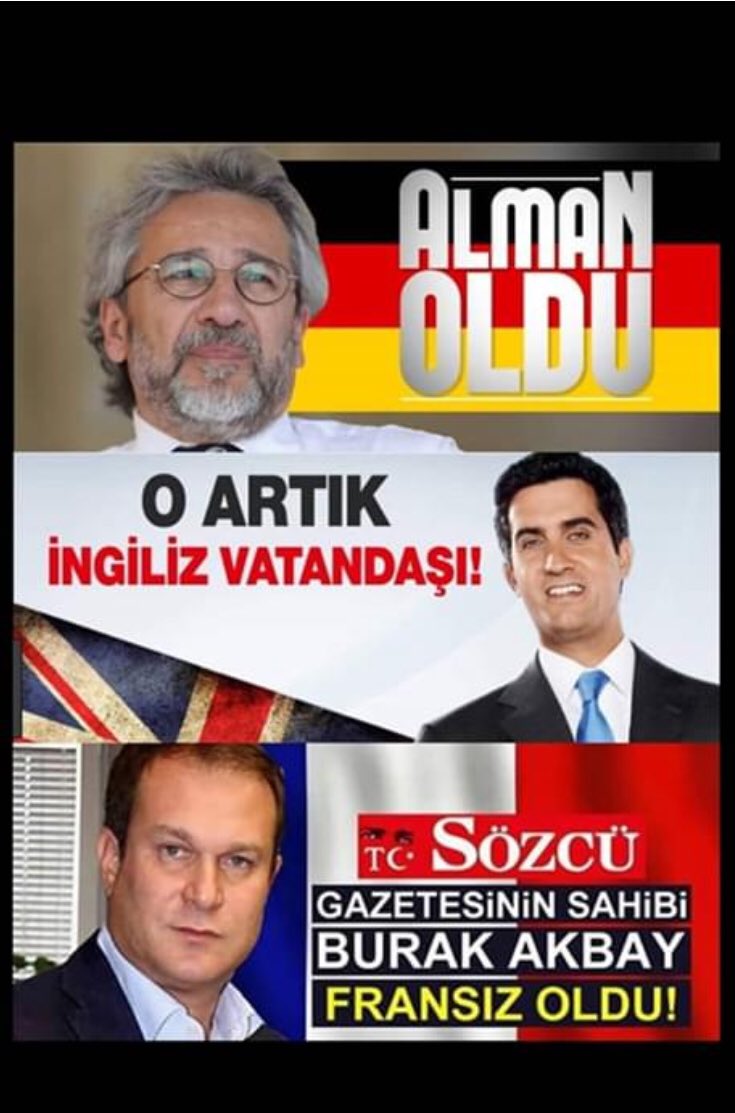 ALMAN
OLDU
O ARTIK
İNGİLİZ VATANDAŞI!
TC SÖZCÜ
GAZETESİNİN SAHİBİ
BURAK AKBAY
FRANSIZ OLDU!